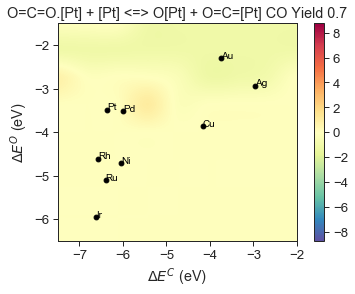 O=C=O.[Pt] + [Pt] <=> O[Pt] + O=C=[Pt] CO Yield 0.7
−2
−3
−4
−5
−6
ΔE^O (eV)
Au
Ag
Pt
Pd
Cu
Rh
Ni
Ru
Ir
−7 −6 −5 −4 −3 −2
ΔE^C (eV)
8
6
4
2
0
−2
−4
−6
−8